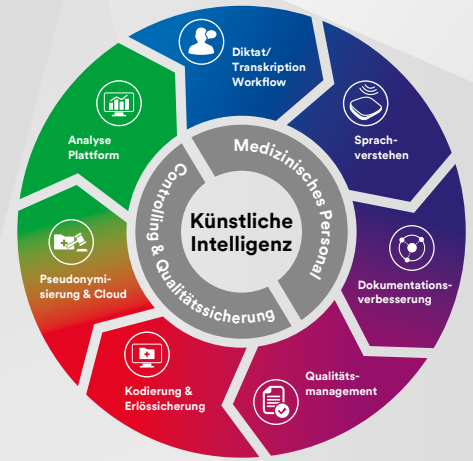 Diktat/
Transkription
Workflow
Sprach-
verstehen
Dokumentations-
verbesserung
Qualitäts-
management
Kodierung &
Erlössicherung
Pseudonymi-
sierung & Cloud
Analyse
Plattform
Medizinisches Personal
Controlling & Qualitätssicherung
Künstliche
Intelligenz